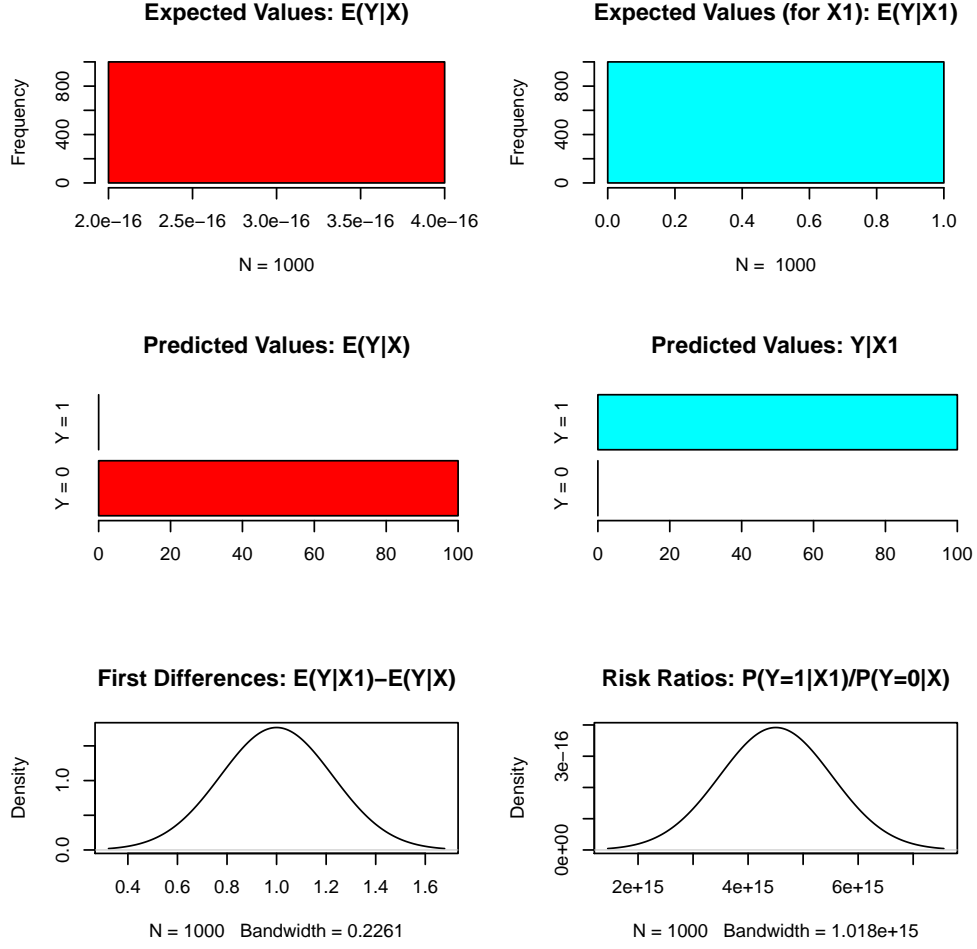 Expected Values: E(Y|X)
Expected Values (for X1): E(Y|X1)
Frequency
0 400 800
2.0e−16 2.5e−16 3.0e−16 3.5e−16 4.0e−16
N = 1000
Frequency
0 400 800
0.0 0.2 0.4 0.6 0.8 1.0
N =  1000
Predicted Values: E(Y|X)
Y = 1
Y = 0
0 20 40 60 80 100
Predicted Values: Y|X1
Y = 1
Y = 0
0 20 40 60 80 100
First Differences: E(Y|X1)−E(Y|X)
Density
0.0 1.0
0.4 0.6 0.8 1.0 1.2 1.4 1.6
N = 1000   Bandwidth = 0.2261
Risk Ratios: P(Y=1|X1)/P(Y=0|X)
Density
0e+00 3e−16
2e+15 4e+15 6e+15
N = 1000   Bandwidth = 1.018e+15